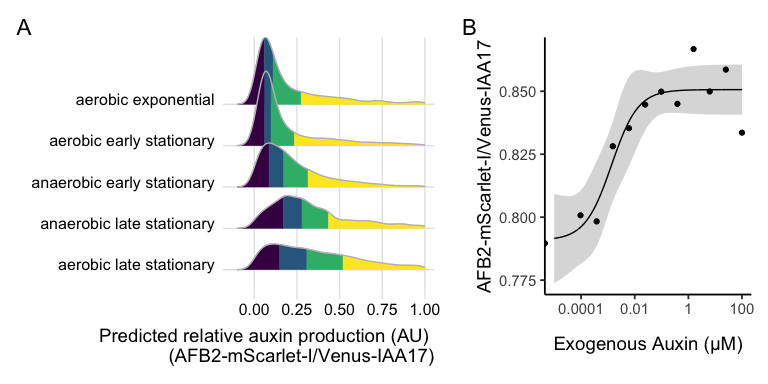 A
aerobic exponential
aerobic early stationary
anaerobic early stationary
anaerobic late stationary
aerobic late stationary
0.00 0.25 0.50 0.75 1.00
Predicted relative auxin production (AU)
(AFB2-mScarlet-I/Venus-IAA17)
B
AFB2-mScarlet-I/Venus-IAA17
0.850
0.825
0.800
0.775
0.0001 0.01 1 100
Exogenous Auxin (µM)